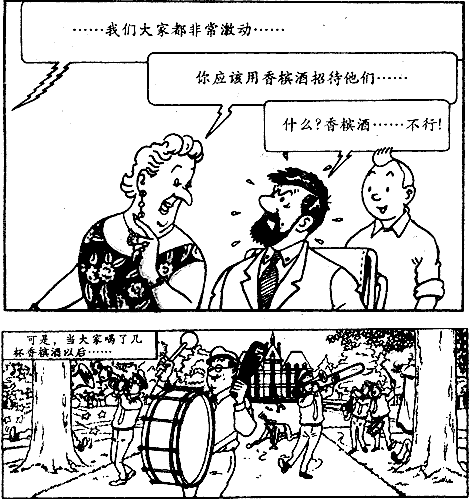 ……我们大家都非常激动……
你应该用香槟酒招待他们……
什么?香槟酒……不行!
可是,当大家喝了几
杯香槟酒以后……